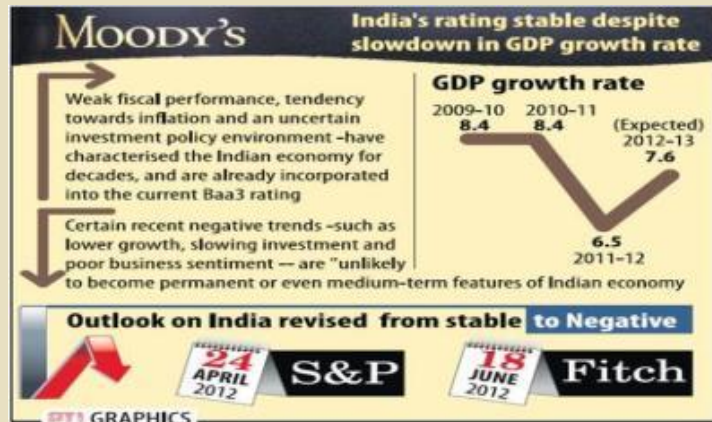 MOODY'S
India's rating stable despite
slowdown in GDP growth rate
Weak fiscal performance, tendency
towards inflation and an uncertain
investment policy environment -have
characterised the Indian economy for
decades, and are already incorporated
into the current Baa3 rating
Certain recent negative trends -such as
lower growth, slowing investment and
poor business sentiment -- are "unlikely
to become permanent or even medium-term features of Indian economy
GDP growth rate
2009-10
8.4
2010-11
8.4
(Expected)
2012-13
7.6
6.5
2011-12
Outlook on India revised from stable to Negative
24
APRIL
2012
S&P
18
JUNE
2012
Fitch
PTI GRAPHICS